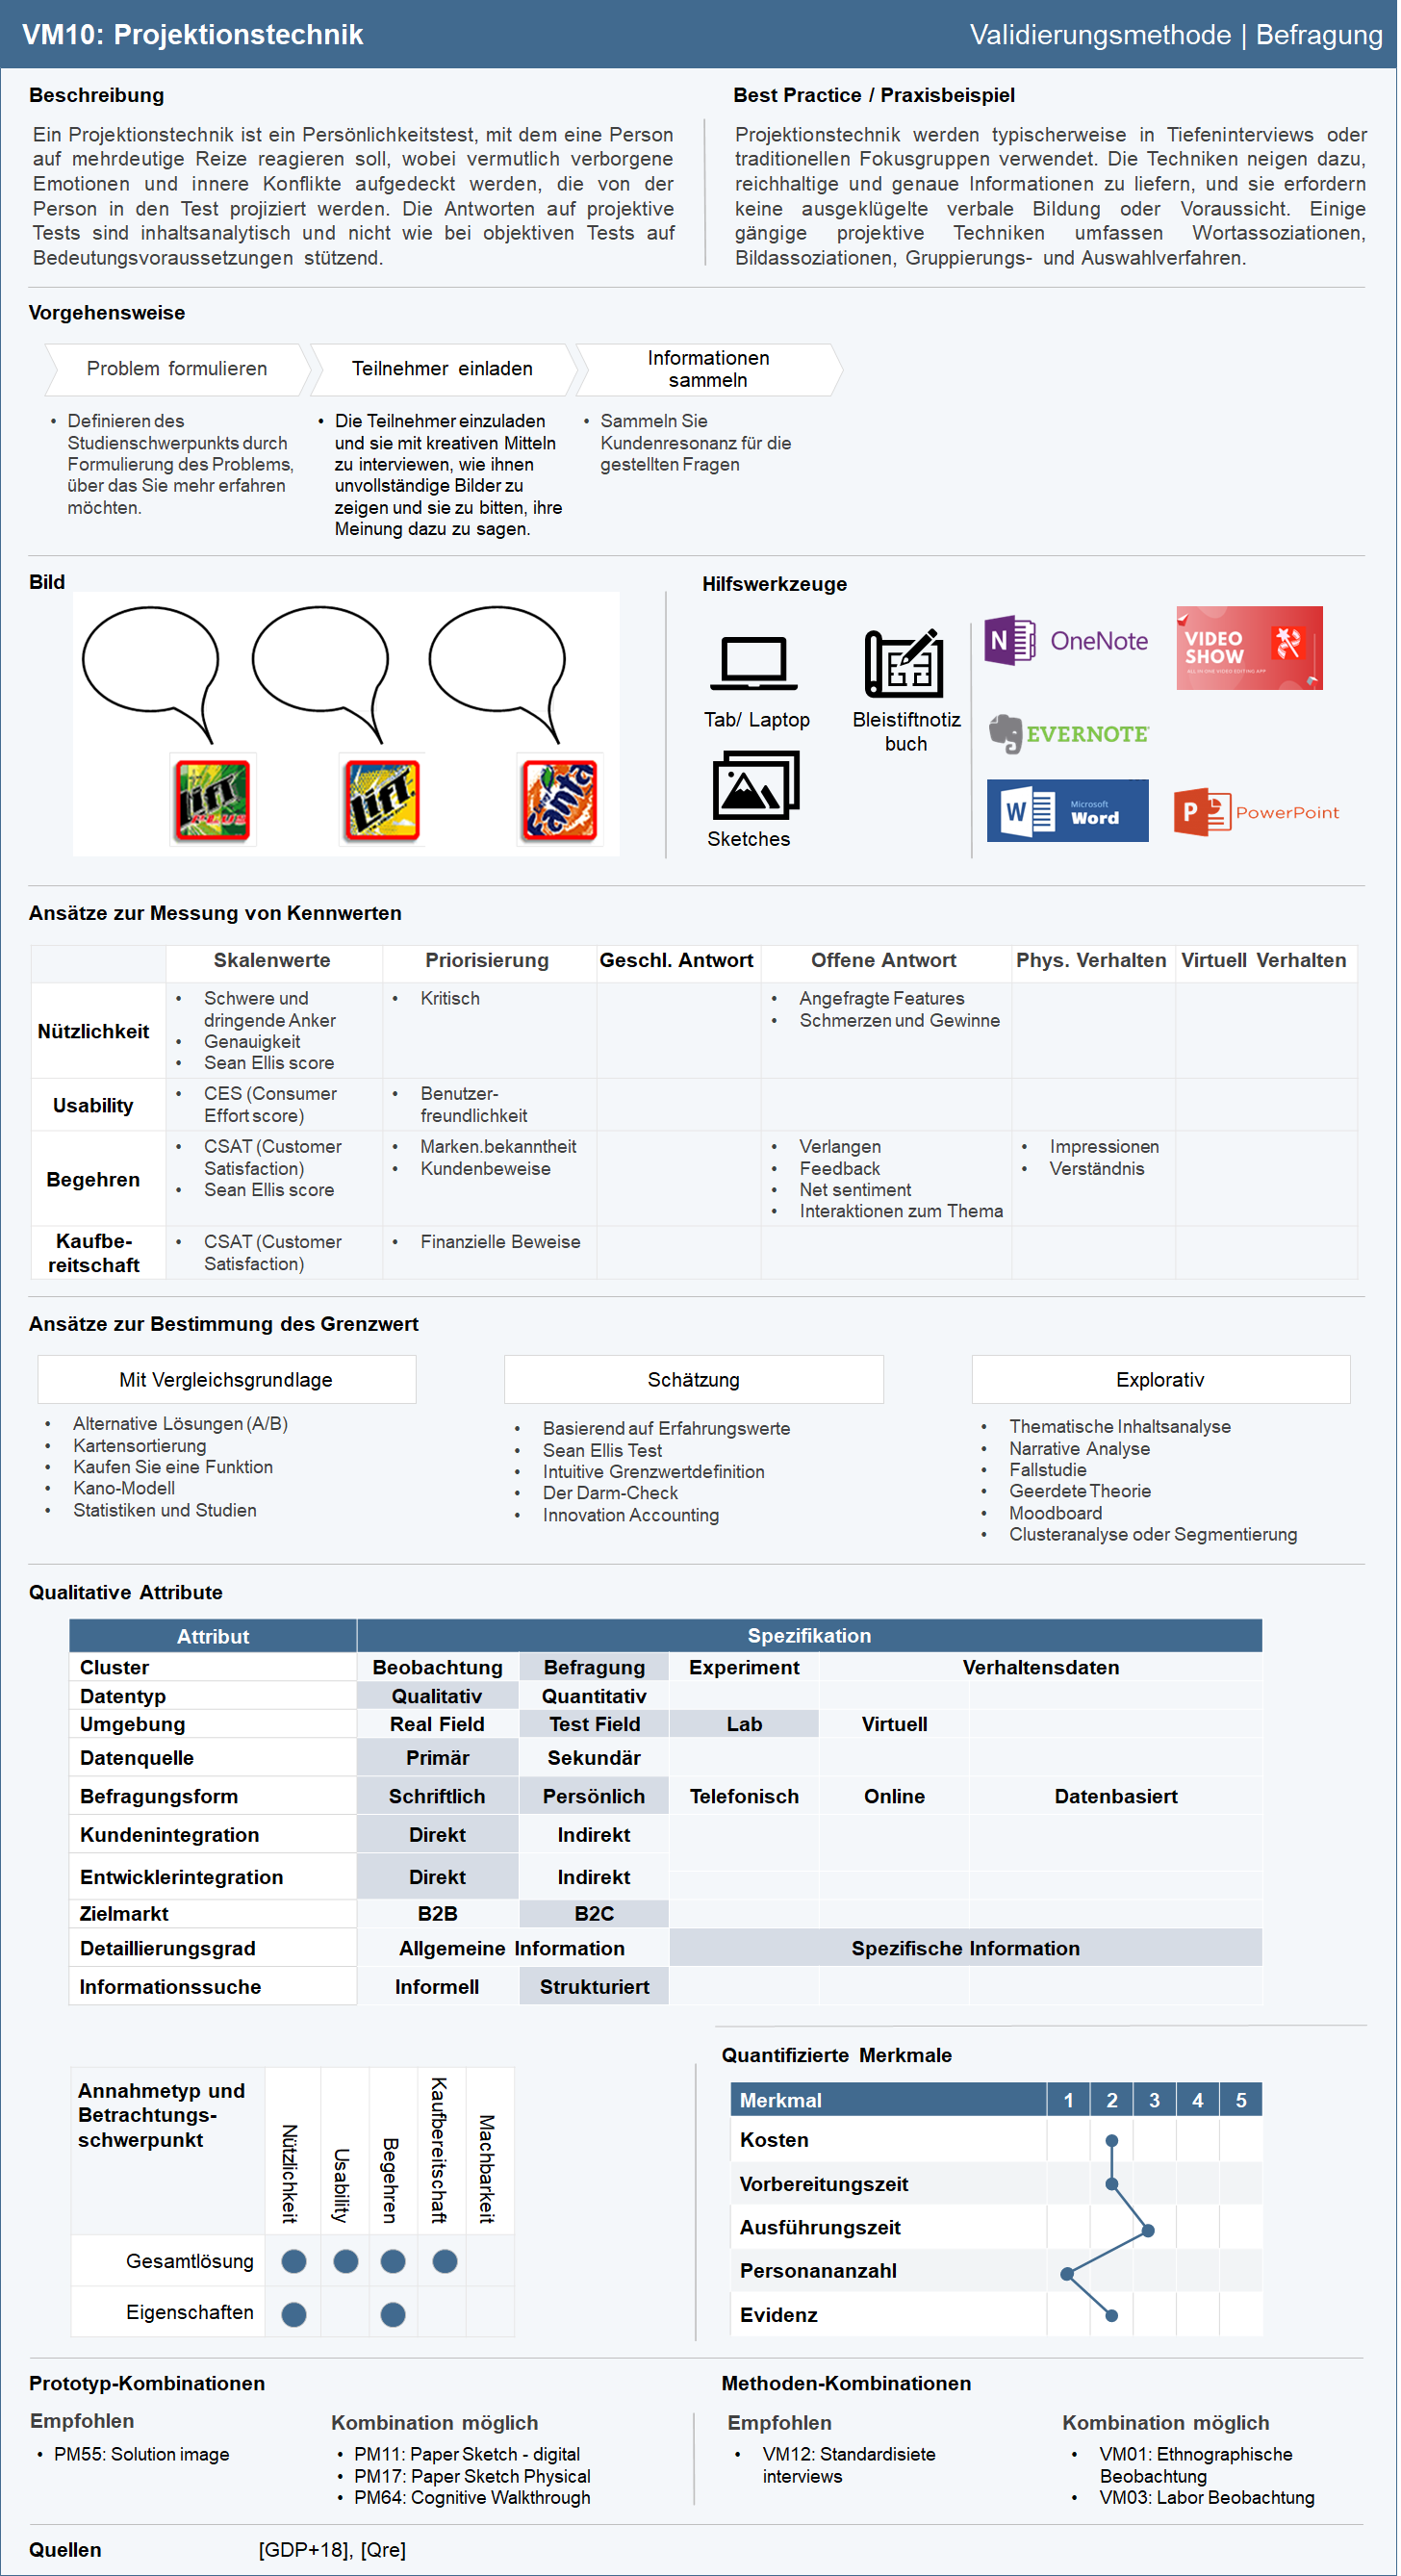 VM10: Projektionstechnik
Validierungsmethode | Befragung
Beschreibung
Ein Projektionstechnik ist ein Persönlichkeitstest, mit dem eine Person
auf mehrdeutige Reize reagieren soll, wobei vermutlich verborgene
Emotionen und innere Konflikte aufgedeckt werden, die von der
Person in den Test projiziert werden. Die Antworten auf projektive
Tests sind inhaltsanalytisch und nicht wie bei objektiven Tests auf
Bedeutungsvoraussetzungen stützend.
Best Practice / Praxisbeispiel
Projektionstechnik werden typischerweise in Tiefeninterviews oder
traditionellen Fokusgruppen verwendet. Die Techniken neigen dazu,
reichhaltige und genaue Informationen zu liefern, und sie erfordern
keine ausgeklügelte verbale Bildung oder Voraussicht. Einige
gängige projektive Techniken umfassen Wortassoziationen,
Bildassoziationen, Gruppierungs- und Auswahlverfahren.
Vorgehensweise
Problem formulieren
• Definieren des
Studienschwerpunkts durch
Formulierung des Problems,
über das Sie mehr erfahren
möchten.
Teilnehmer einladen
• Die Teilnehmer einzuladen
und sie mit kreativen Mitteln
zu interviewen, wie ihnen
unvollständige Bilder zu
zeigen und sie zu bitten, ihre
Meinung dazu zu sagen.
Informationen
sammeln
• Sammeln Sie
Kundenresonanz für die
gestellten Fragen
Bild
LiFT
PLUS
LiFT
Fanta
Hilfswerkzeuge
Tab/ Laptop
Bleistiftnotiz
buch
Sketches
N OneNote
VIDEO
SHOW
ALL IN ONE VIDEO EDITING APP
EVERNOTE
W Microsoft
Word
P PowerPoint
Ansätze zur Messung von Kennwerten
Skalenwerte Priorisierung Geschl. Antwort Offene Antwort Phys. Verhalten Virtuell Verhalten
Nützlichkeit
• Schwere und
dringende Anker
• Genauigkeit
• Sean Ellis score
• Kritisch
• Angefragte Features
• Schmerzen und Gewinne
Usability
• CES (Consumer
Effort score)
• Benutzer-
freundlichkeit
Begehren
• CSAT (Customer
Satisfaction)
• Sean Ellis score
• Marken.bekanntheit
• Kundenbeweise
• Verlangen
• Feedback
• Net sentiment
• Interaktionen zum Thema
• Impressionen
• Verständnis
Kaufbe-
reitschaft
• CSAT (Customer
Satisfaction)
• Finanzielle Beweise
Ansätze zur Bestimmung des Grenzwert
Mit Vergleichsgrundlage
• Alternative Lösungen (A/B)
• Kartensortierung
• Kaufen Sie eine Funktion
• Kano-Modell
• Statistiken und Studien
Schätzung
• Basierend auf Erfahrungswerte
• Sean Ellis Test
• Intuitive Grenzwertdefinition
• Der Darm-Check
• Innovation Accounting
Explorativ
• Thematische Inhaltsanalyse
• Narrative Analyse
• Fallstudie
• Geerdete Theorie
• Moodboard
• Clusteranalyse oder Segmentierung
Qualitative Attribute
Attribut Spezifikation
Cluster Beobachtung Befragung Experiment Verhaltensdaten
Datentyp Qualitativ Quantitativ
Umgebung Real Field Test Field Lab Virtuell
Datenquelle Primär Sekundär
Befragungsform Schriftlich Persönlich Telefonisch Online Datenbasiert
Kundenintegration Direkt Indirekt
Entwicklerintegration Direkt Indirekt
Zielmarkt B2B B2C
Detaillierungsgrad Allgemeine Information Spezifische Information
Informationssuche Informell Strukturiert
Annahmetyp und
Betrachtungs-
schwerpunkt
Nützlichkeit
Usability
Begehren
Kaufbereitschaft
Machbarkeit
Gesamtlösung
Eigenschaften
Quantifizierte Merkmale
Merkmal 1 2 3 4 5
Kosten
Vorbereitungszeit
Ausführungszeit
Personananzahl
Evidenz
Prototyp-Kombinationen
Empfohlen
• PM55: Solution image
Kombination möglich
• PM11: Paper Sketch - digital
• PM17: Paper Sketch Physical
• PM64: Cognitive Walkthrough
Methoden-Kombinationen
Empfohlen
• VM12: Standardisiete
interviews
Kombination möglich
• VM01: Ethnographische
Beobachtung
• VM03: Labor Beobachtung
Quellen [GDP+18], [Qre]